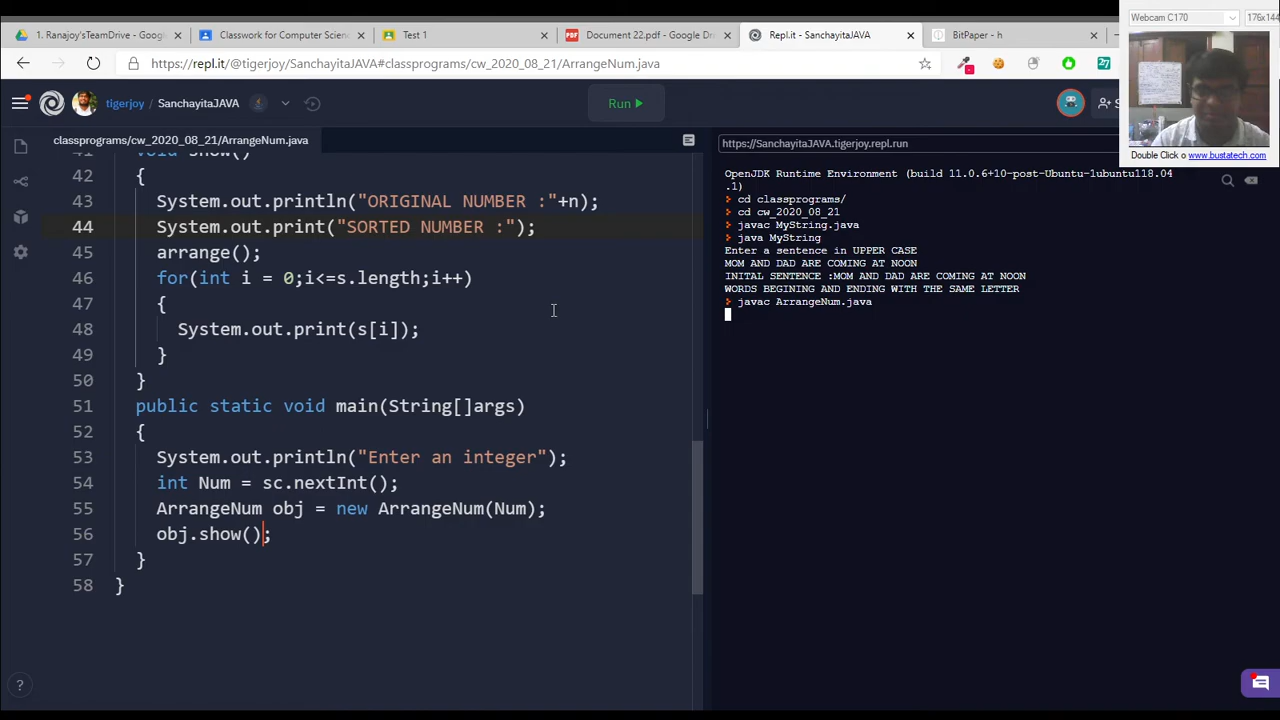 1. Ranajoy'sTeamDrive - Googl
Classwork for Computer Scienc
Test 1
Document 22.pdf - Google Dr
Repl.it - SanchayitaJAVA
BitPaper - h
Webcam C170
176x144
https://repl.it/@tigerjoy/SanchayitaJAVA#classprograms/cw_2020_08_21/ArrangeNum.java
27
tigerjoy / SanchayitaJAVA
Run
S
Double Click o www.bustatech.com
classprograms/cw_2020_08_21/ArrangeNum.java
41 void show()
42 {
43 System.out.println("ORIGINAL NUMBER :"+n);
44 System.out.print("SORTED NUMBER :");
45 arrange();
46 for(int i = 0;i<=s.length;i++)
47 {
48 System.out.print(s[i]);
49 }
50 }
51 public static void main(String[]args)
52 {
53 System.out.println("Enter an integer");
54 int Num = sc.nextInt();
55 ArrangeNum obj = new ArrangeNum(Num);
56 obj.show();
57 }
58 }
https://SanchayitaJAVA.tigerjoy.repl.run
OpenJDK Runtime Environment (build 11.0.6+10-post-Ubuntu-1ubuntu118.04
.1)
cd classprograms/
cd cw_2020_08_21
javac MyString.java
java MyString
Enter a sentence in UPPER CASE
MOM AND DAD ARE COMING AT NOON
INITAL SENTENCE :MOM AND DAD ARE COMING AT NOON
WORDS BEGINING AND ENDING WITH THE SAME LETTER
javac ArrangeNum.java
?